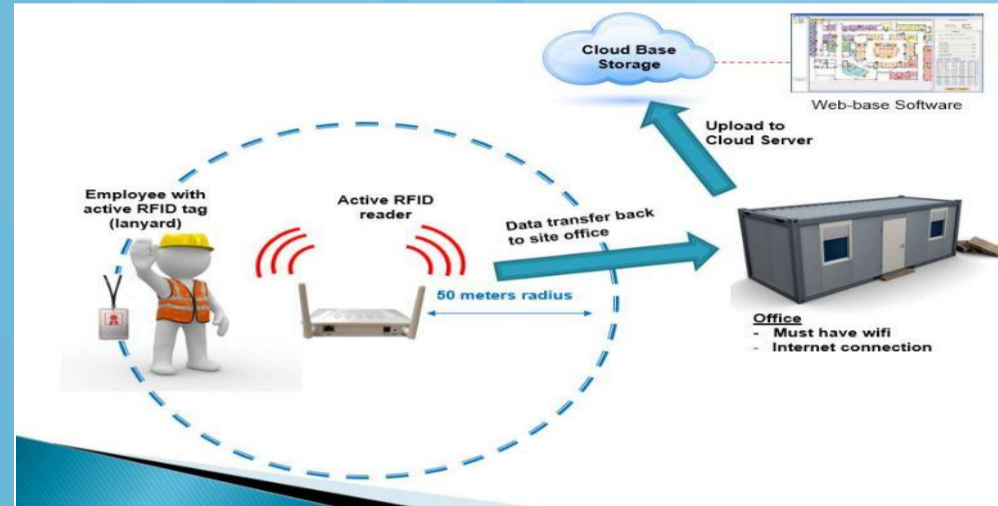 Cloud Base
Storage
Web-base Software
Upload to
Cloud Server
Employee with
active RFID tag
(lanyard)
Active RFID
reader
Data transfer back
to site office
50 meters radius
Office
- Must have wifi
- Internet connection